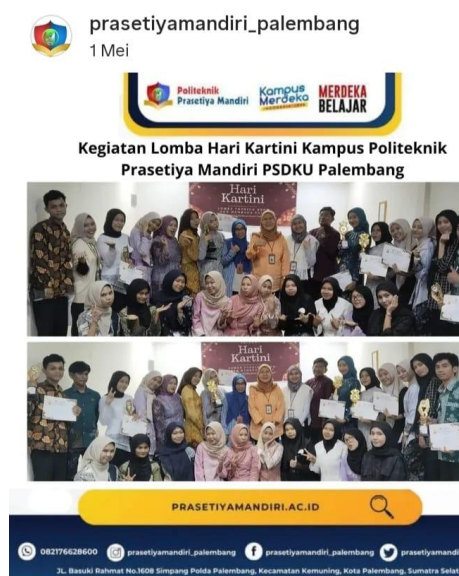 prasetiyamandiri_palembang
1 Mei
Politeknik
Prasetiya Mandiri
Kampus
Merdeka
MERDEKA
BELAJAR
Kegiatan Lomba Hari Kartini Kampus Politeknik
Prasetiya Mandiri PSDKU Palembang
Hari
Kartini
Hari
Kartini
PRASETIYAMANDIRI.AC.ID
082176628600 prasetiyamandiri_palembang prasetiyamandiri_palembang prasetiyamandi
JL. Basuki Rahmat No.1608 Simpang Polda Palembang, Kecamatan Kemuning, Kota Palembang, Sumatra Selat